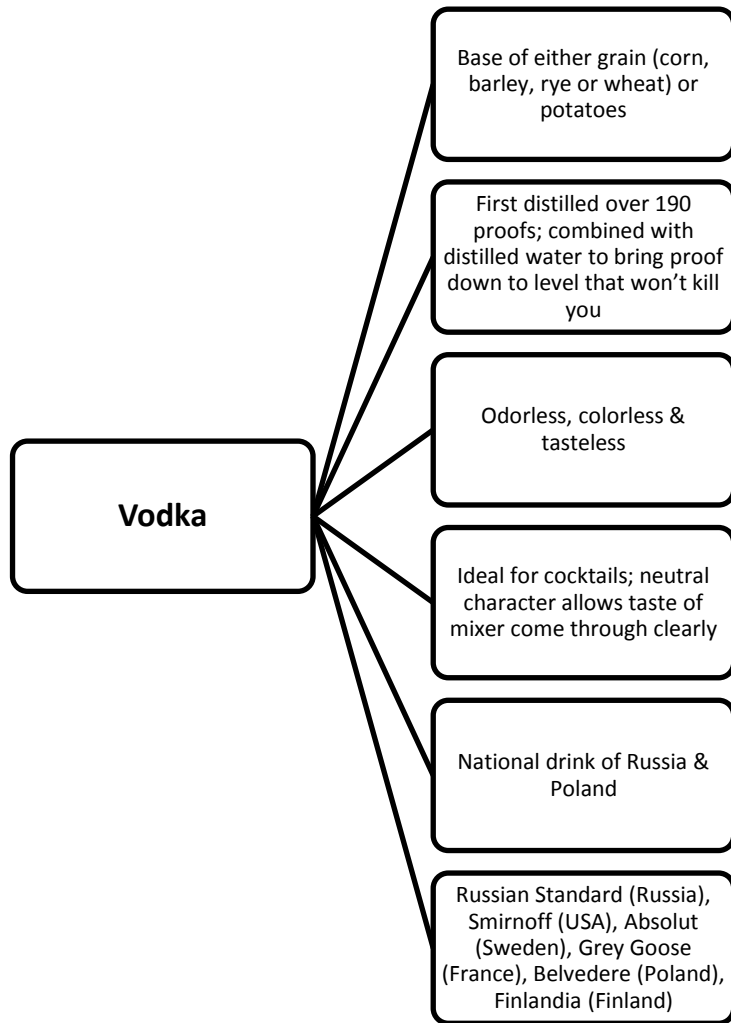 Base of either grain (corn,
barley, rye or wheat) or
potatoes
First distilled over 190
proofs; combined with
distilled water to bring proof
down to level that won’t kill
you
Odorless, colorless &
tasteless
Vodka
Ideal for cocktails; neutral
character allows taste of
mixer come through clearly
National drink of Russia &
Poland
Russian Standard (Russia),
Smirnoff (USA), Absolut
(Sweden), Grey Goose
(France), Belvedere (Poland),
Finlandia (Finland)